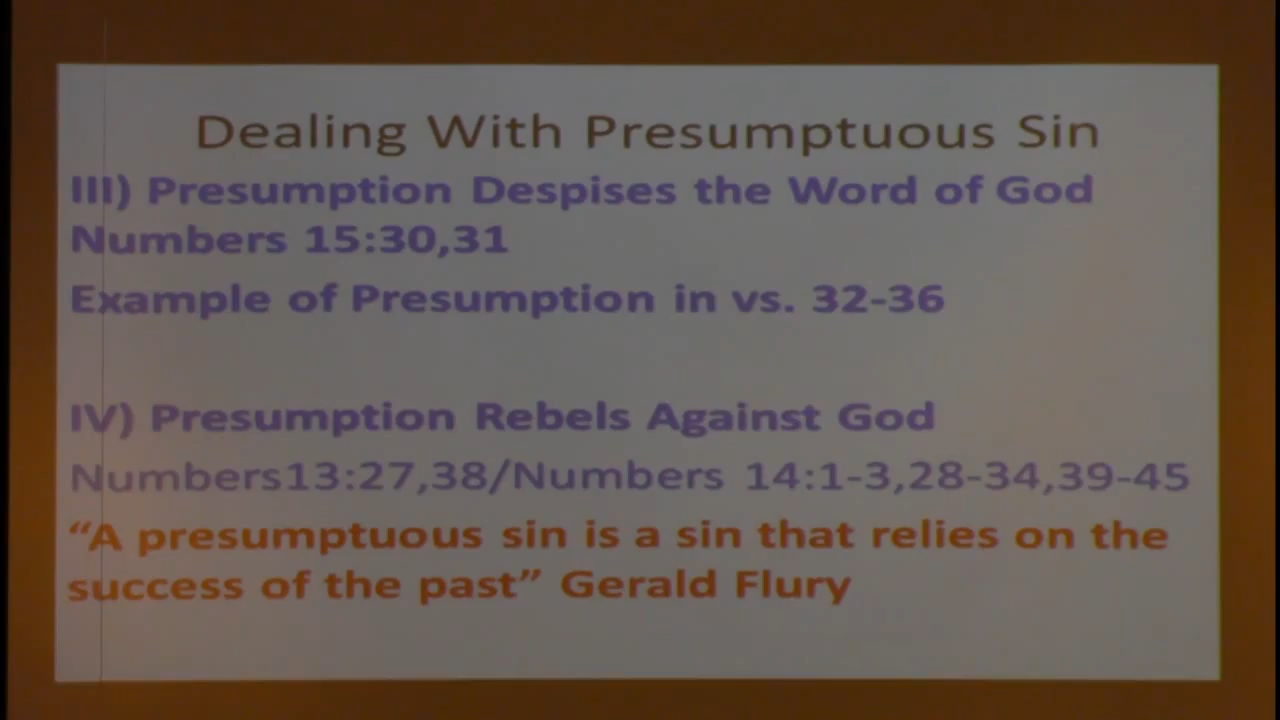 Dealing With Presumptuous Sin
III) Presumption Despises the Word of God
Numbers 15:30,31
Example of Presumption in vs. 32-36
IV) Presumption Rebels Against God
Numbers13:27,38/Numbers 14:1-3,28-34,39-45
“A presumptuous sin is a sin that relies on the
success of the past” Gerald Flury